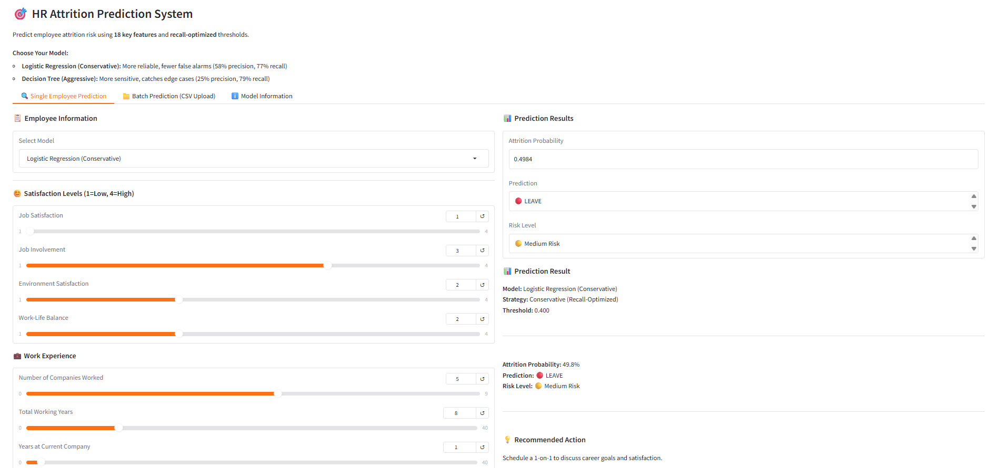 HR Attrition Prediction System
Predict employee attrition risk using 18 key features and recall-optimized thresholds.
Choose Your Model:
Logistic Regression (Conservative): More reliable, fewer false alarms (58% precision, 77% recall)
Decision Tree (Aggressive): More sensitive, catches edge cases (25% precision, 79% recall)
Single Employee Prediction
Batch Prediction (CSV Upload)
Model Information
Employee Information
Select Model
Logistic Regression (Conservative)
Satisfaction Levels (1=Low, 4=High)
Job Satisfaction
1
1
4
Job Involvement
3
1
4
Environment Satisfaction
2
1
4
Work-Life Balance
2
1
4
Work Experience
Number of Companies Worked
5
0
9
Total Working Years
8
0
40
Years at Current Company
1
0
40
Prediction Results
Attrition Probability
0.4984
Prediction
LEAVE
Risk Level
Medium Risk
Prediction Result
Model: Logistic Regression (Conservative)
Strategy: Conservative (Recall-Optimized)
Threshold: 0.400
Attrition Probability: 49.8%
Prediction: LEAVE
Risk Level: Medium Risk
Recommended Action
Schedule a 1-on-1 to discuss career goals and satisfaction.